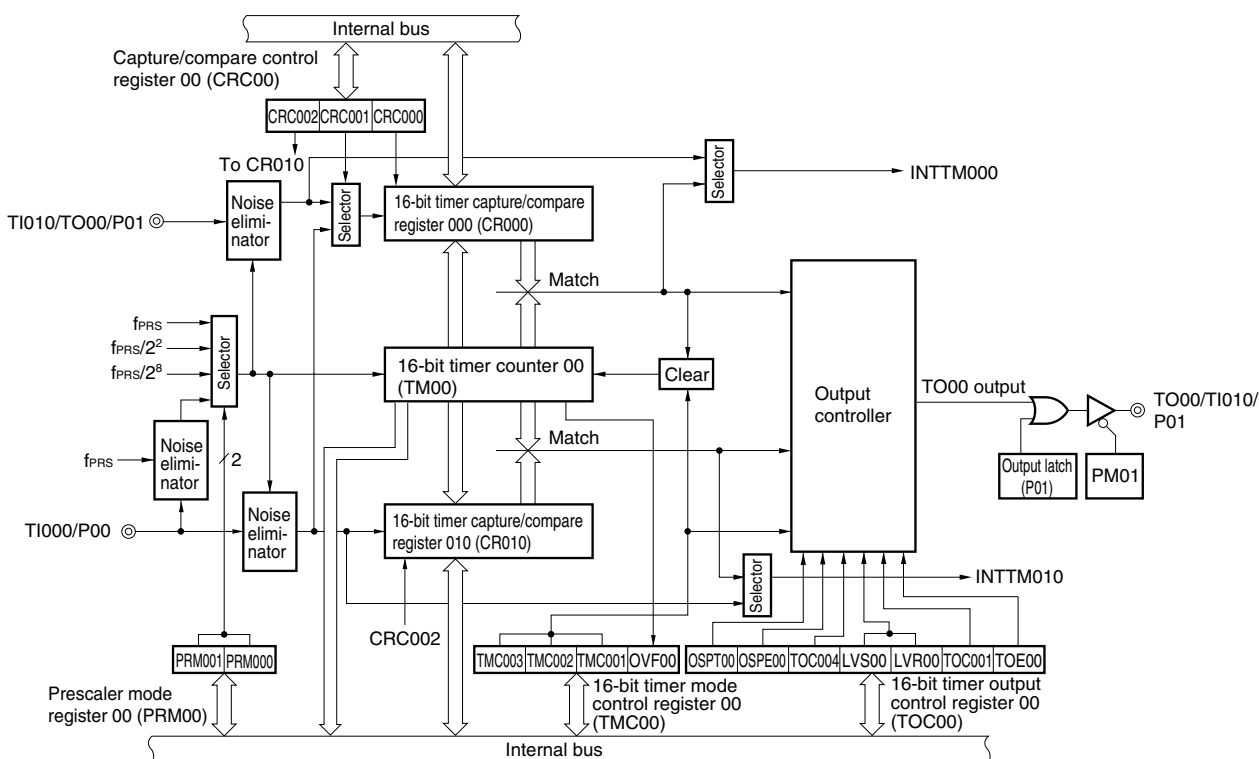 Internal bus
Capture/compare control
register 00 (CRC00)
CRC002 CRC001 CRC000
To CR010
TI010/TO00/P01
Noise
elimi-
nator
Selector
16-bit timer capture/compare
register 000 (CR000)
Selector
INTTM000
Match
fPRS
fPRS/2²
fPRS/2⁸
Selector
16-bit timer counter 00
(TM00)
Clear
Output
controller
TO00 output
TO00/TI010/
P01
Output latch
(P01)
PM01
fPRS
Noise
elimi-
nator
2
Match
TI000/P00
Noise
elimi-
nator
16-bit timer capture/compare
register 010 (CR010)
Selector
INTTM010
CRC002
PRM001 PRM000
Prescaler mode
register 00 (PRM00)
TMC003 TMC002 TMC001 OVF00
16-bit timer mode
control register 00
(TMC00)
OSPT00 OSPE00 TOC004 LVS00 LVR00 TOC001 TOE00
16-bit timer output
control register 00
(TOC00)
Internal bus